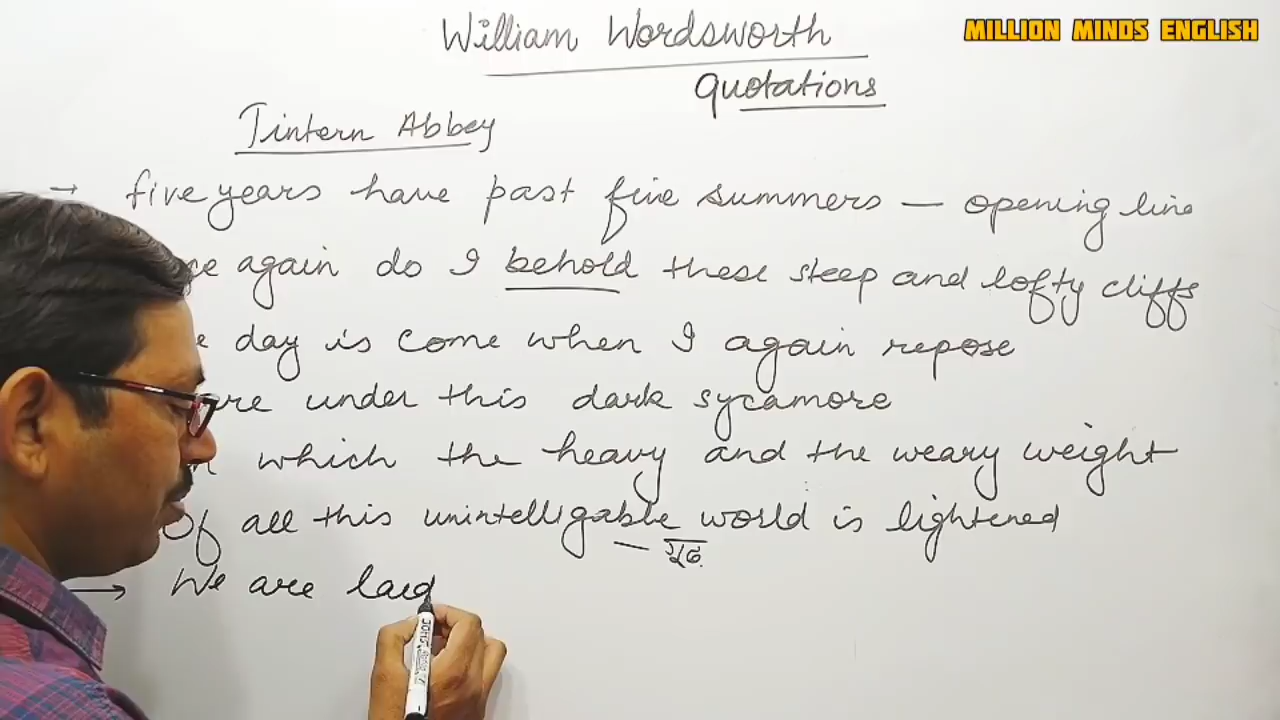 William Wordsworth
MILLION MINDS ENGLISH
Quotations
Tintern Abbey
→ five years have past five summers — opening line
again do I behold these steep and lofty cliffs
day is come when I again repose
under this dark sycamore
which the heavy and the weary weight
Of all this unintelligable world is lightened
— गूढ़
→ We are laid